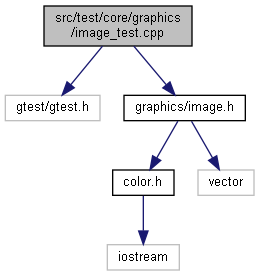 src/test/core/graphics
/image_test.cpp
gtest/gtest.h
graphics/image.h
color.h
vector
iostream